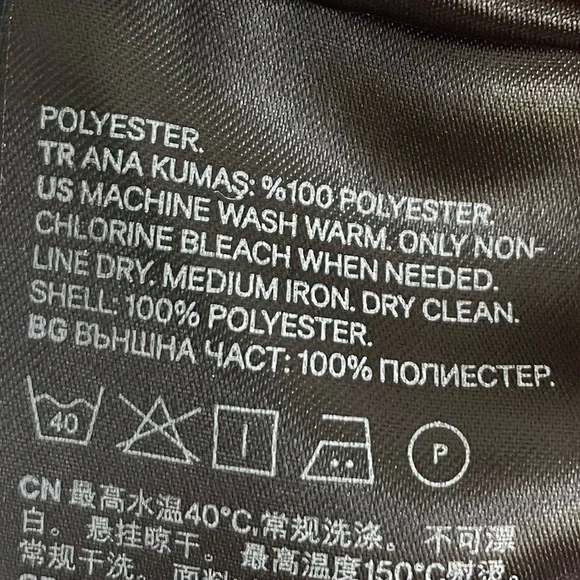 POLYESTER.
TR ANA KUMAŞ: %100 POLYESTER.
US MACHINE WASH WARM. ONLY NON-
CHLORINE BLEACH WHEN NEEDED.
LINE DRY. MEDIUM IRON. DRY CLEAN.
SHELL: 100% POLYESTER.
BG ВЪНШНА ЧАСТ: 100% ПОЛИЕСТЕР.
40 P
CN 最高水温40°C,常规洗涤。 不可漂
白。 悬挂晾干。 最高温度150°C熨烫
常规干洗。 面料